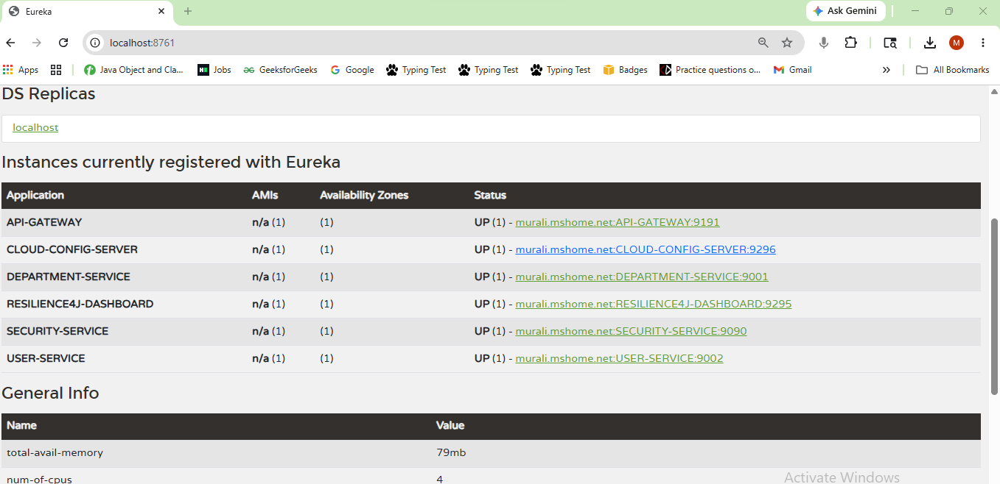 Eureka
Ask Gemini
localhost:8761
M
Apps
Java Object and Cla...
Jobs
GeeksforGeeks
Google
Typing Test
Typing Test
Typing Test
Badges
Practice questions o...
Gmail
All Bookmarks
DS Replicas
localhost
Instances currently registered with Eureka
Application AMIs Availability Zones Status
API-GATEWAY n/a (1) (1) UP (1) - murali.mshome.net:API-GATEWAY:9191
CLOUD-CONFIG-SERVER n/a (1) (1) UP (1) - murali.mshome.net:CLOUD-CONFIG-SERVER:9296
DEPARTMENT-SERVICE n/a (1) (1) UP (1) - murali.mshome.net:DEPARTMENT-SERVICE:9001
RESILIENCE4J-DASHBOARD n/a (1) (1) UP (1) - murali.mshome.net:RESILIENCE4J-DASHBOARD:9295
SECURITY-SERVICE n/a (1) (1) UP (1) - murali.mshome.net:SECURITY-SERVICE:9090
USER-SERVICE n/a (1) (1) UP (1) - murali.mshome.net:USER-SERVICE:9002
General Info
Name Value
total-avail-memory 79mb
num-of-cpus 4
Activate Windows